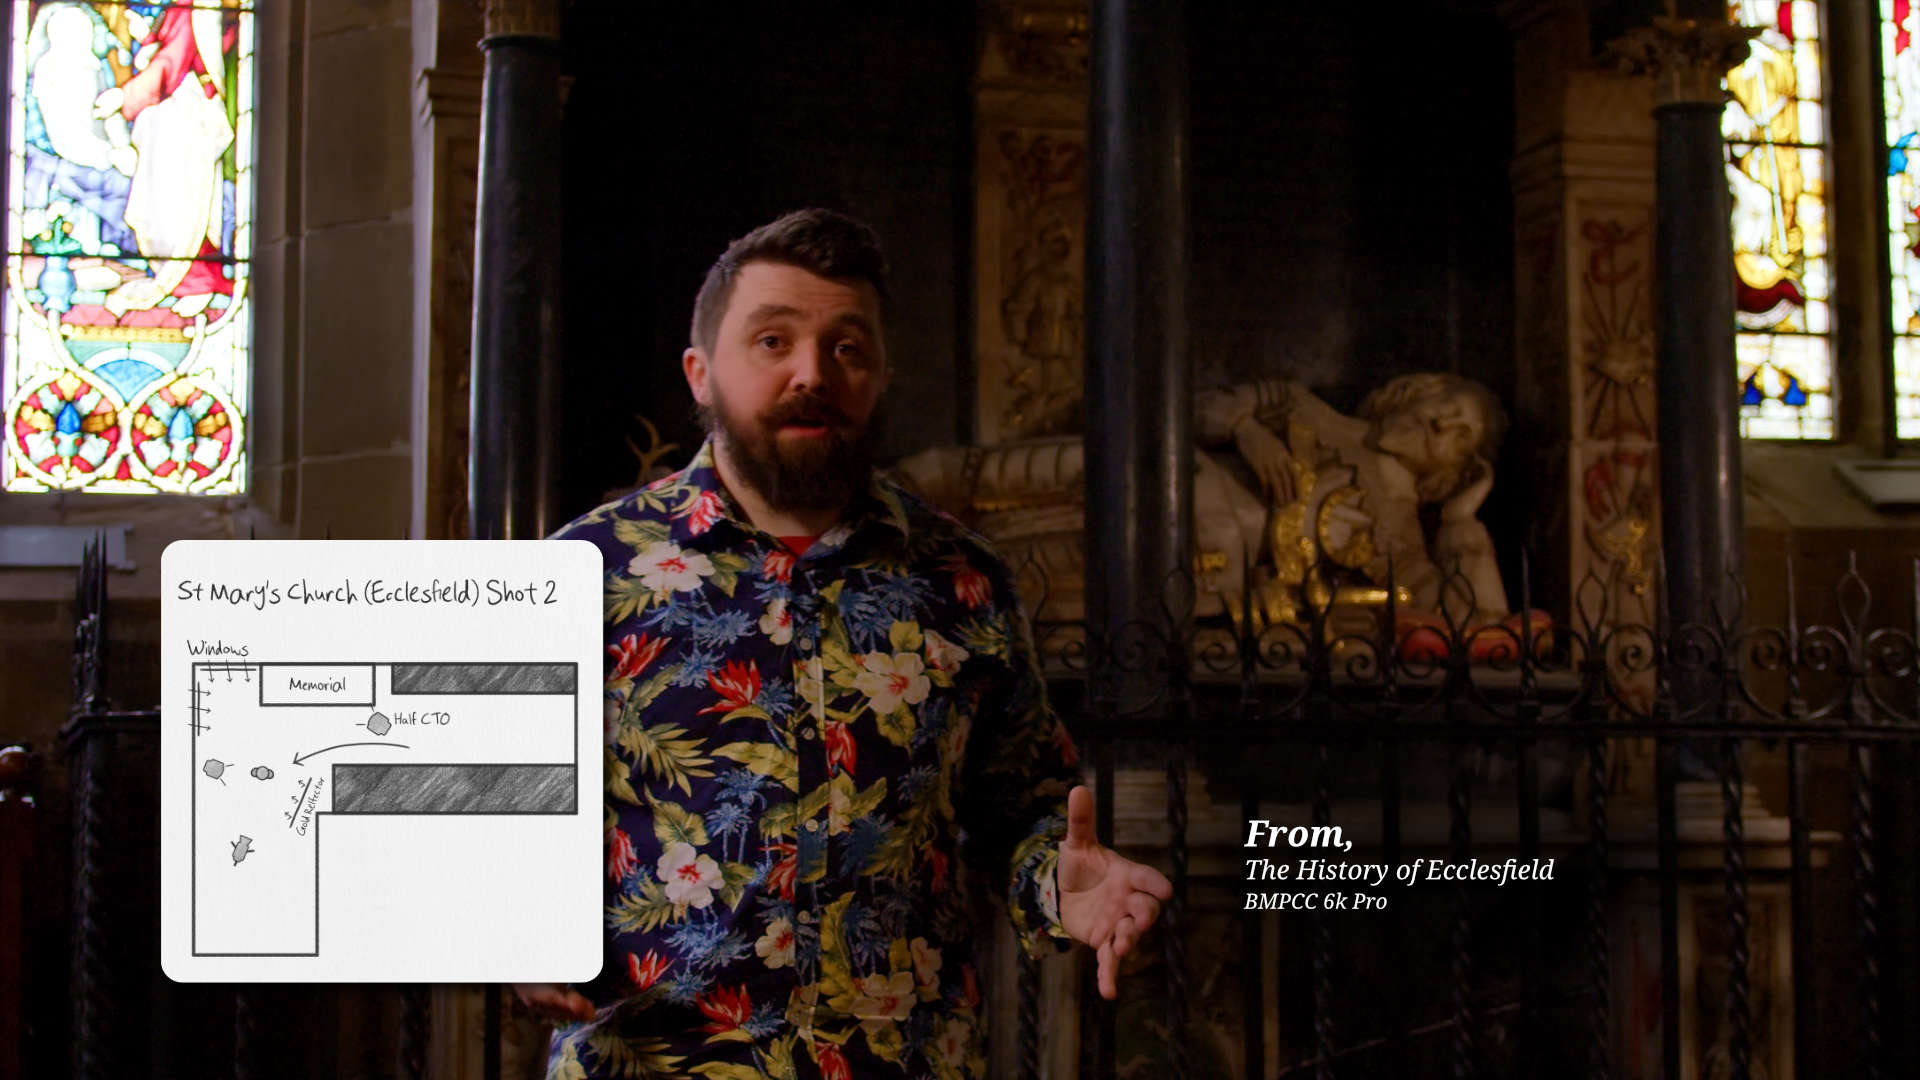 St Mary's Church (Ecclesfield) Shot 2
Windows
Memorial
Half CTO
Gold Relfector
From,
The History of Ecclesfield
BMPCC 6k Pro